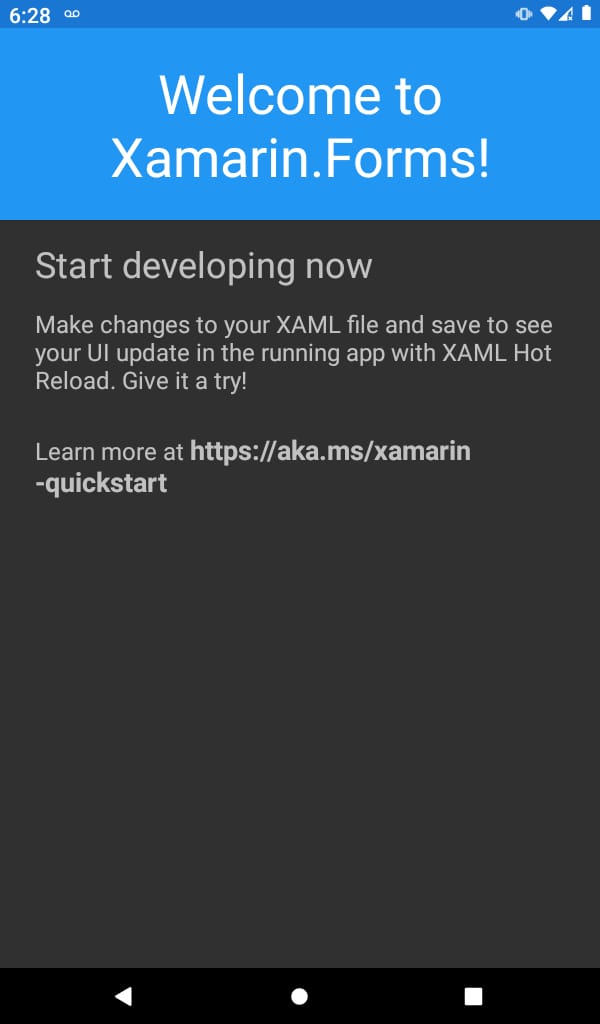 6:28
Welcome to
Xamarin.Forms!
Start developing now
Make changes to your XAML file and save to see
your UI update in the running app with XAML Hot
Reload. Give it a try!
Learn more at https://aka.ms/xamarin
-quickstart